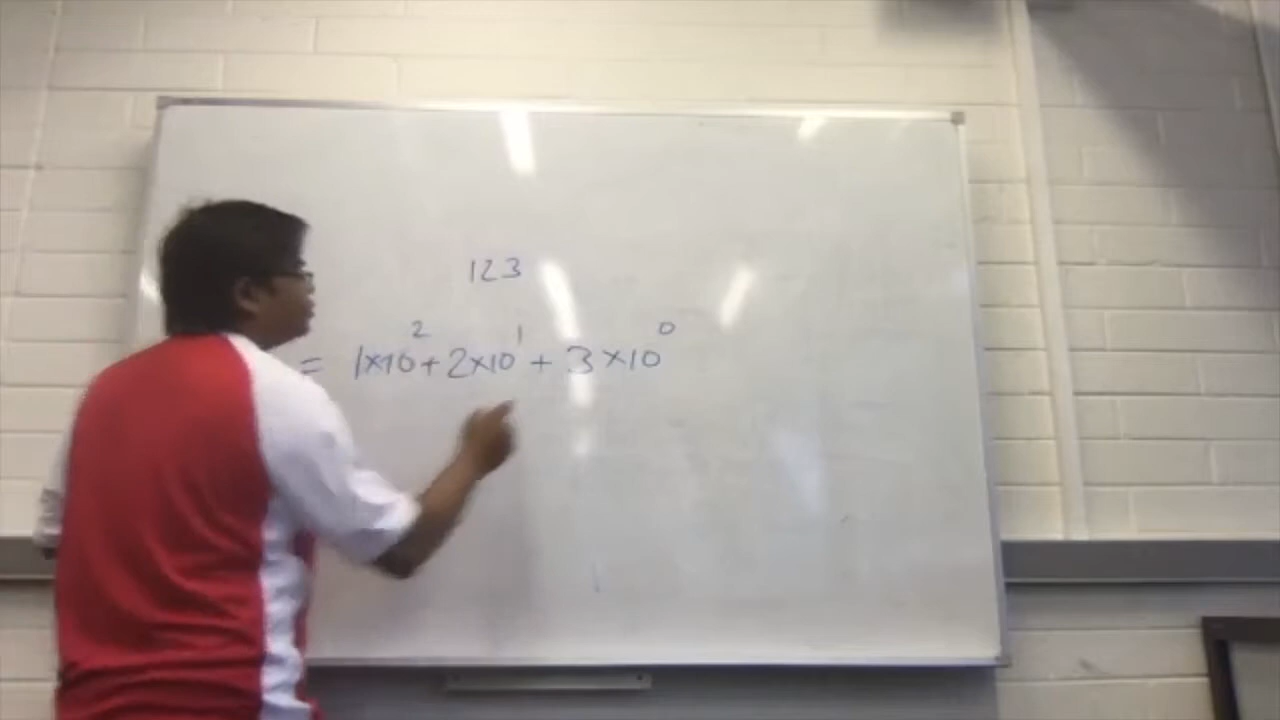 123
= 1×10² + 2×10¹ + 3×10⁰